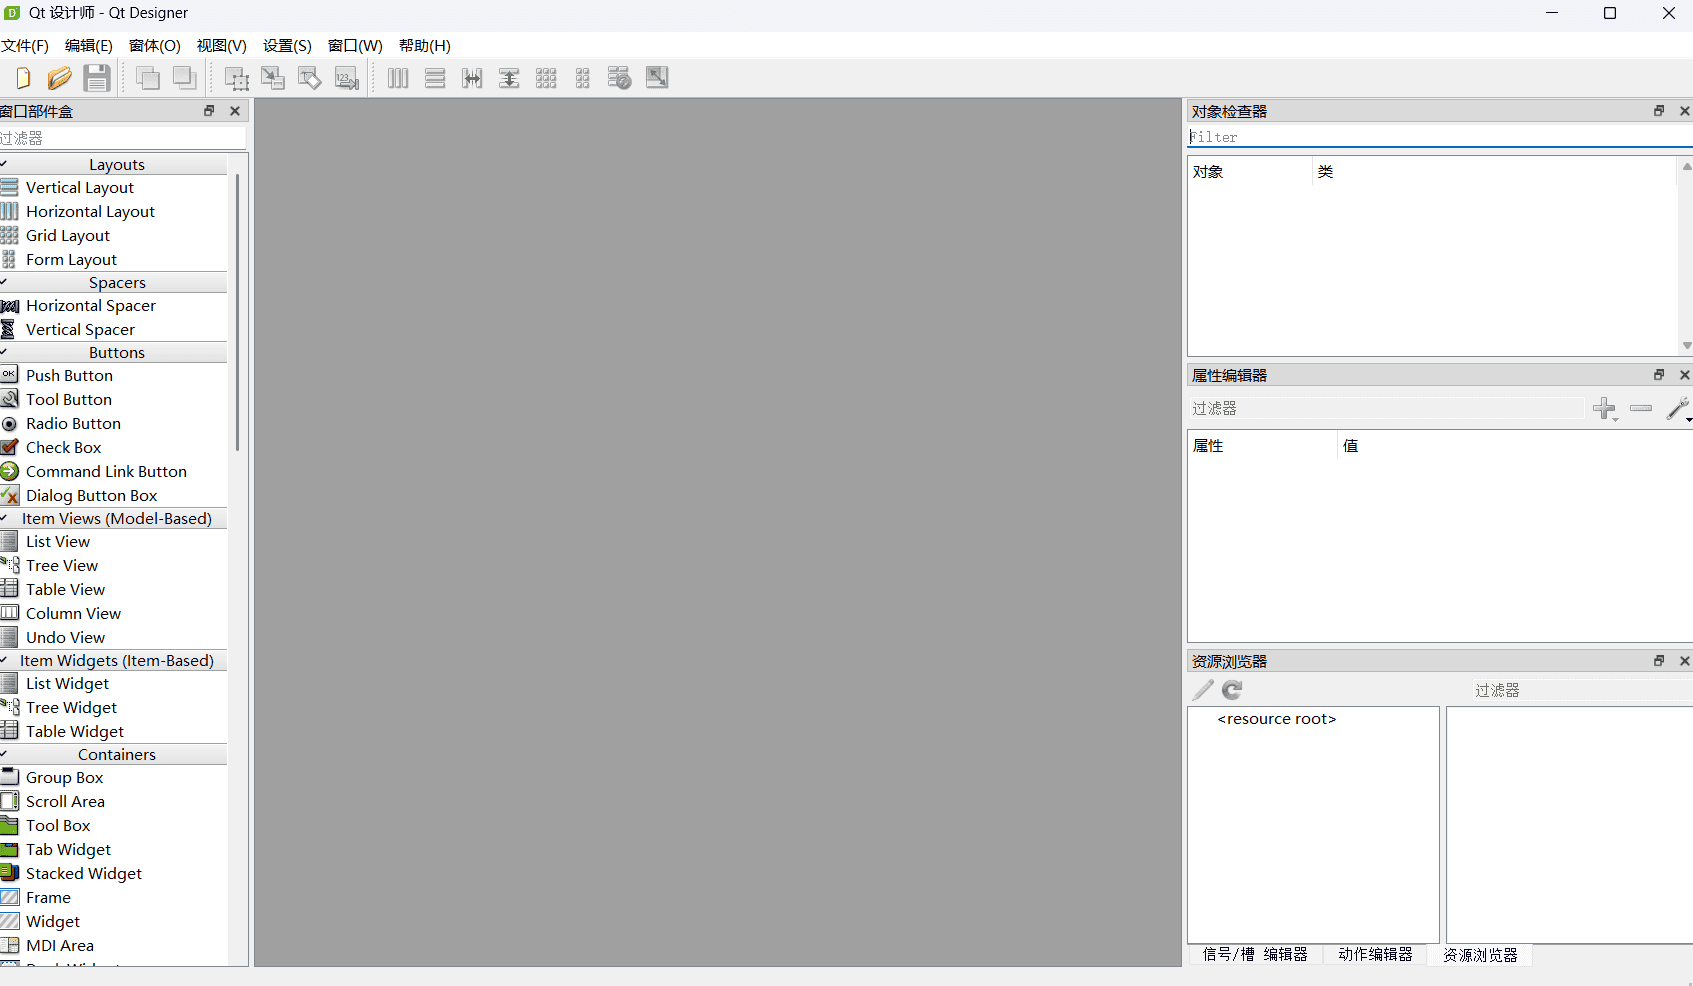 Qt 设计师 - Qt Designer
文件(F) 编辑(E) 窗体(O) 视图(V) 设置(S) 窗口(W) 帮助(H)
窗口部件盒
过滤器
Layouts
Vertical Layout
Horizontal Layout
Grid Layout
Form Layout
Spacers
Horizontal Spacer
Vertical Spacer
Buttons
Push Button
Tool Button
Radio Button
Check Box
Command Link Button
Dialog Button Box
Item Views (Model-Based)
List View
Tree View
Table View
Column View
Undo View
Item Widgets (Item-Based)
List Widget
Tree Widget
Table Widget
Containers
Group Box
Scroll Area
Tool Box
Tab Widget
Stacked Widget
Frame
Widget
MDI Area
对象检查器
Filter
对象 类
属性编辑器
过滤器
属性 值
资源浏览器
过滤器
<resource root>
信号/槽 编辑器 动作编辑器 资源浏览器